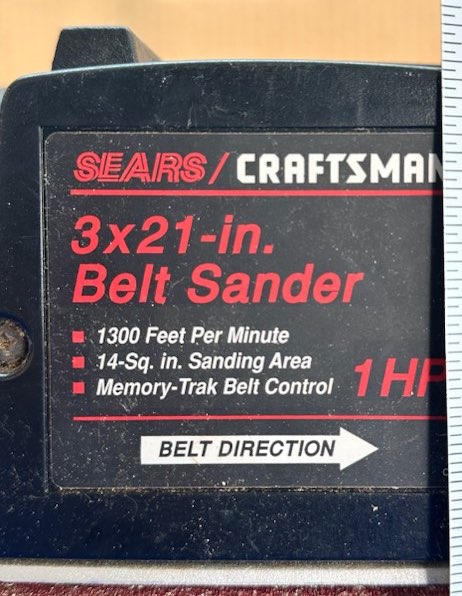 SEARS / CRAFTSMAN
3x21-in.
Belt Sander
1300 Feet Per Minute
14-Sq. in. Sanding Area
Memory-Trak Belt Control
1HP
BELT DIRECTION